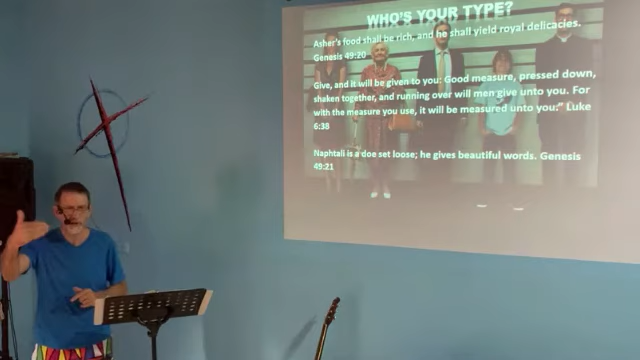 WHO'S YOUR TYPE?
Asher's food shall be rich, and he shall yield royal delicacies.
Genesis 49:20
Give, and it will be given to you: Good measure, pressed down,
shaken together, and running over will men give unto you. For
with the measure you use, it will be measured unto you:" Luke
6:38
Naphtali is a doe set loose; he gives beautiful words. Genesis
49:21